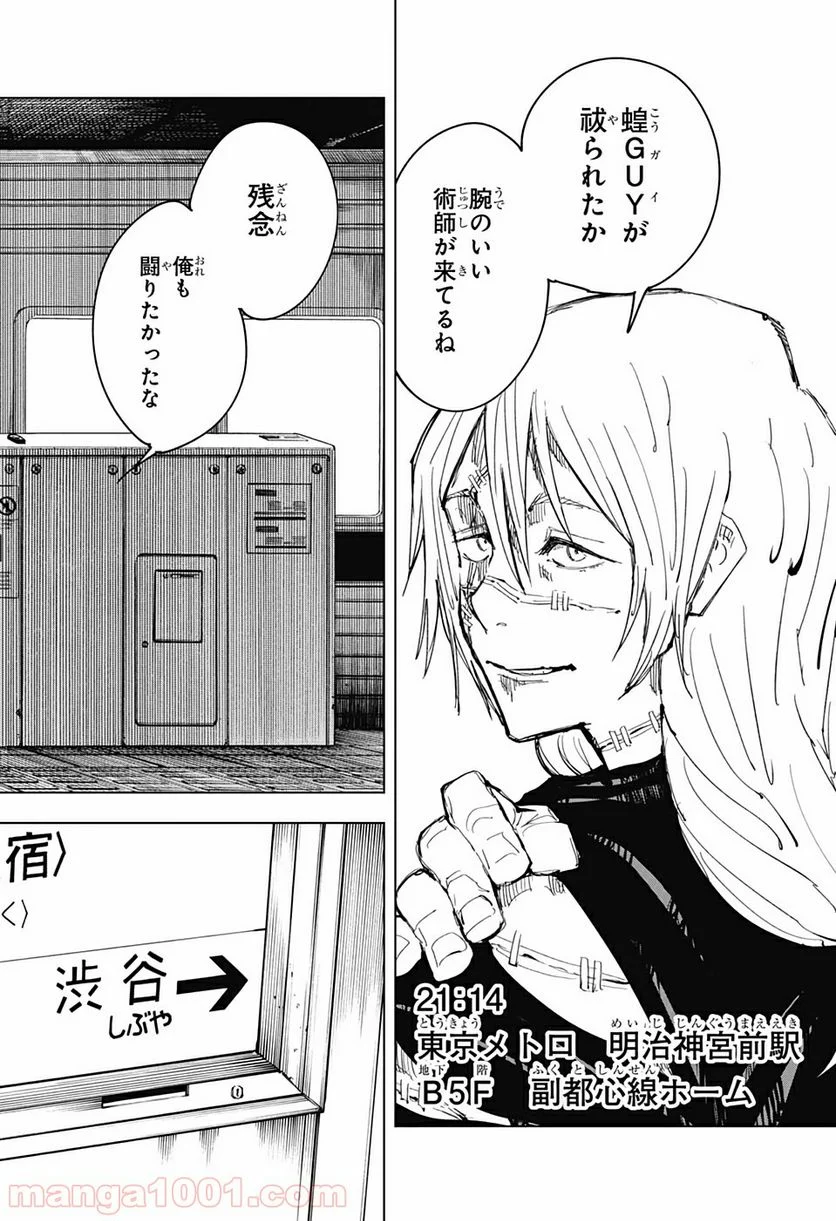 蝗GUYが
祓られたか
腕のいい
術師が来てるね
21:14
東京メトロ 明治神宮前駅
B5F 副都心線ホーム
残念
俺も
闘りたかったな
宿〉
く〉
渋谷→
しぶや
manga1001.com